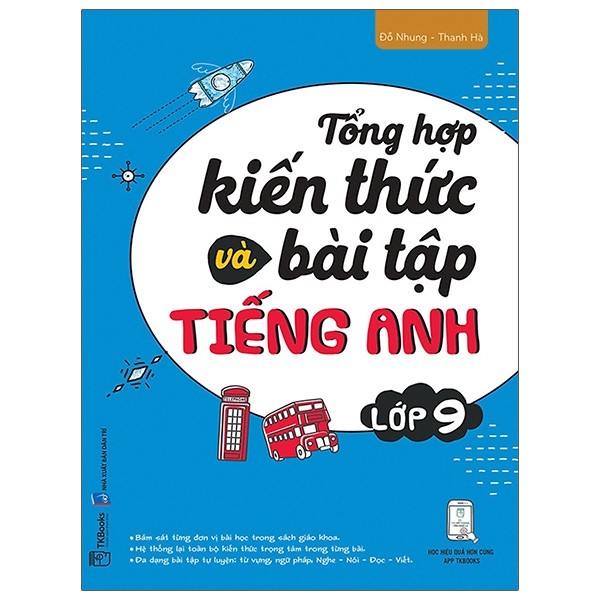 Đỗ Nhung - Thanh Hà
Tổng hợp
kiến thức
và bài tập
TIẾNG ANH
LỚP 9
TELEPHONE
NHÀ XUẤT BẢN DÂN TRÍ
TKBooks
• Bám sát từng đơn vị bài học trong sách giáo khoa.
• Hệ thống lại toàn bộ kiến thức trọng tâm trong từng bài.
• Đa dạng bài tập tự luyện: từ vựng, ngữ pháp, Nghe - Nói - Đọc - Viết.
HỌC HIỆU QUẢ HƠN CÙNG
APP TKBOOKS